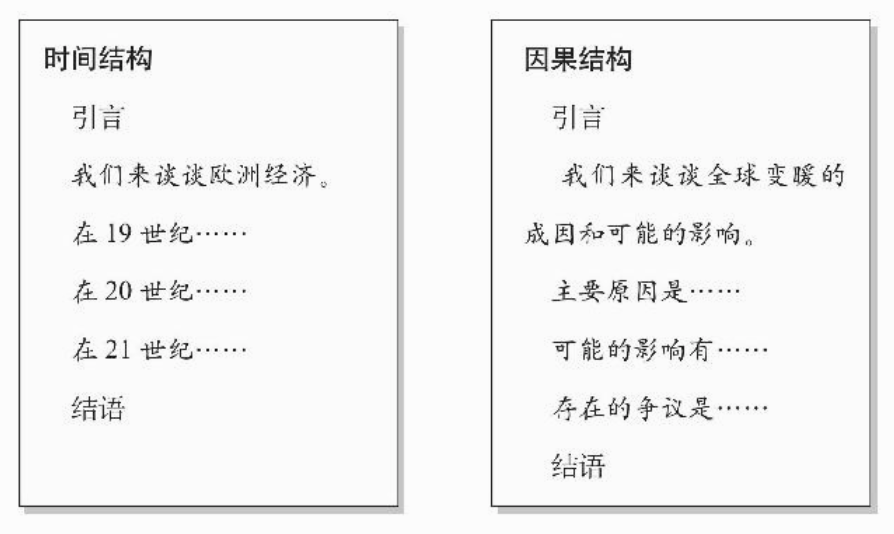 时间结构
引言
我们来谈谈欧洲经济。
在 19 世纪……
在 20 世纪……
在 21 世纪……
结语
因果结构
引言
我们来谈谈全球变暖的
成因和可能的影响。
主要原因是……
可能的影响有……
存在的争议是……
结语